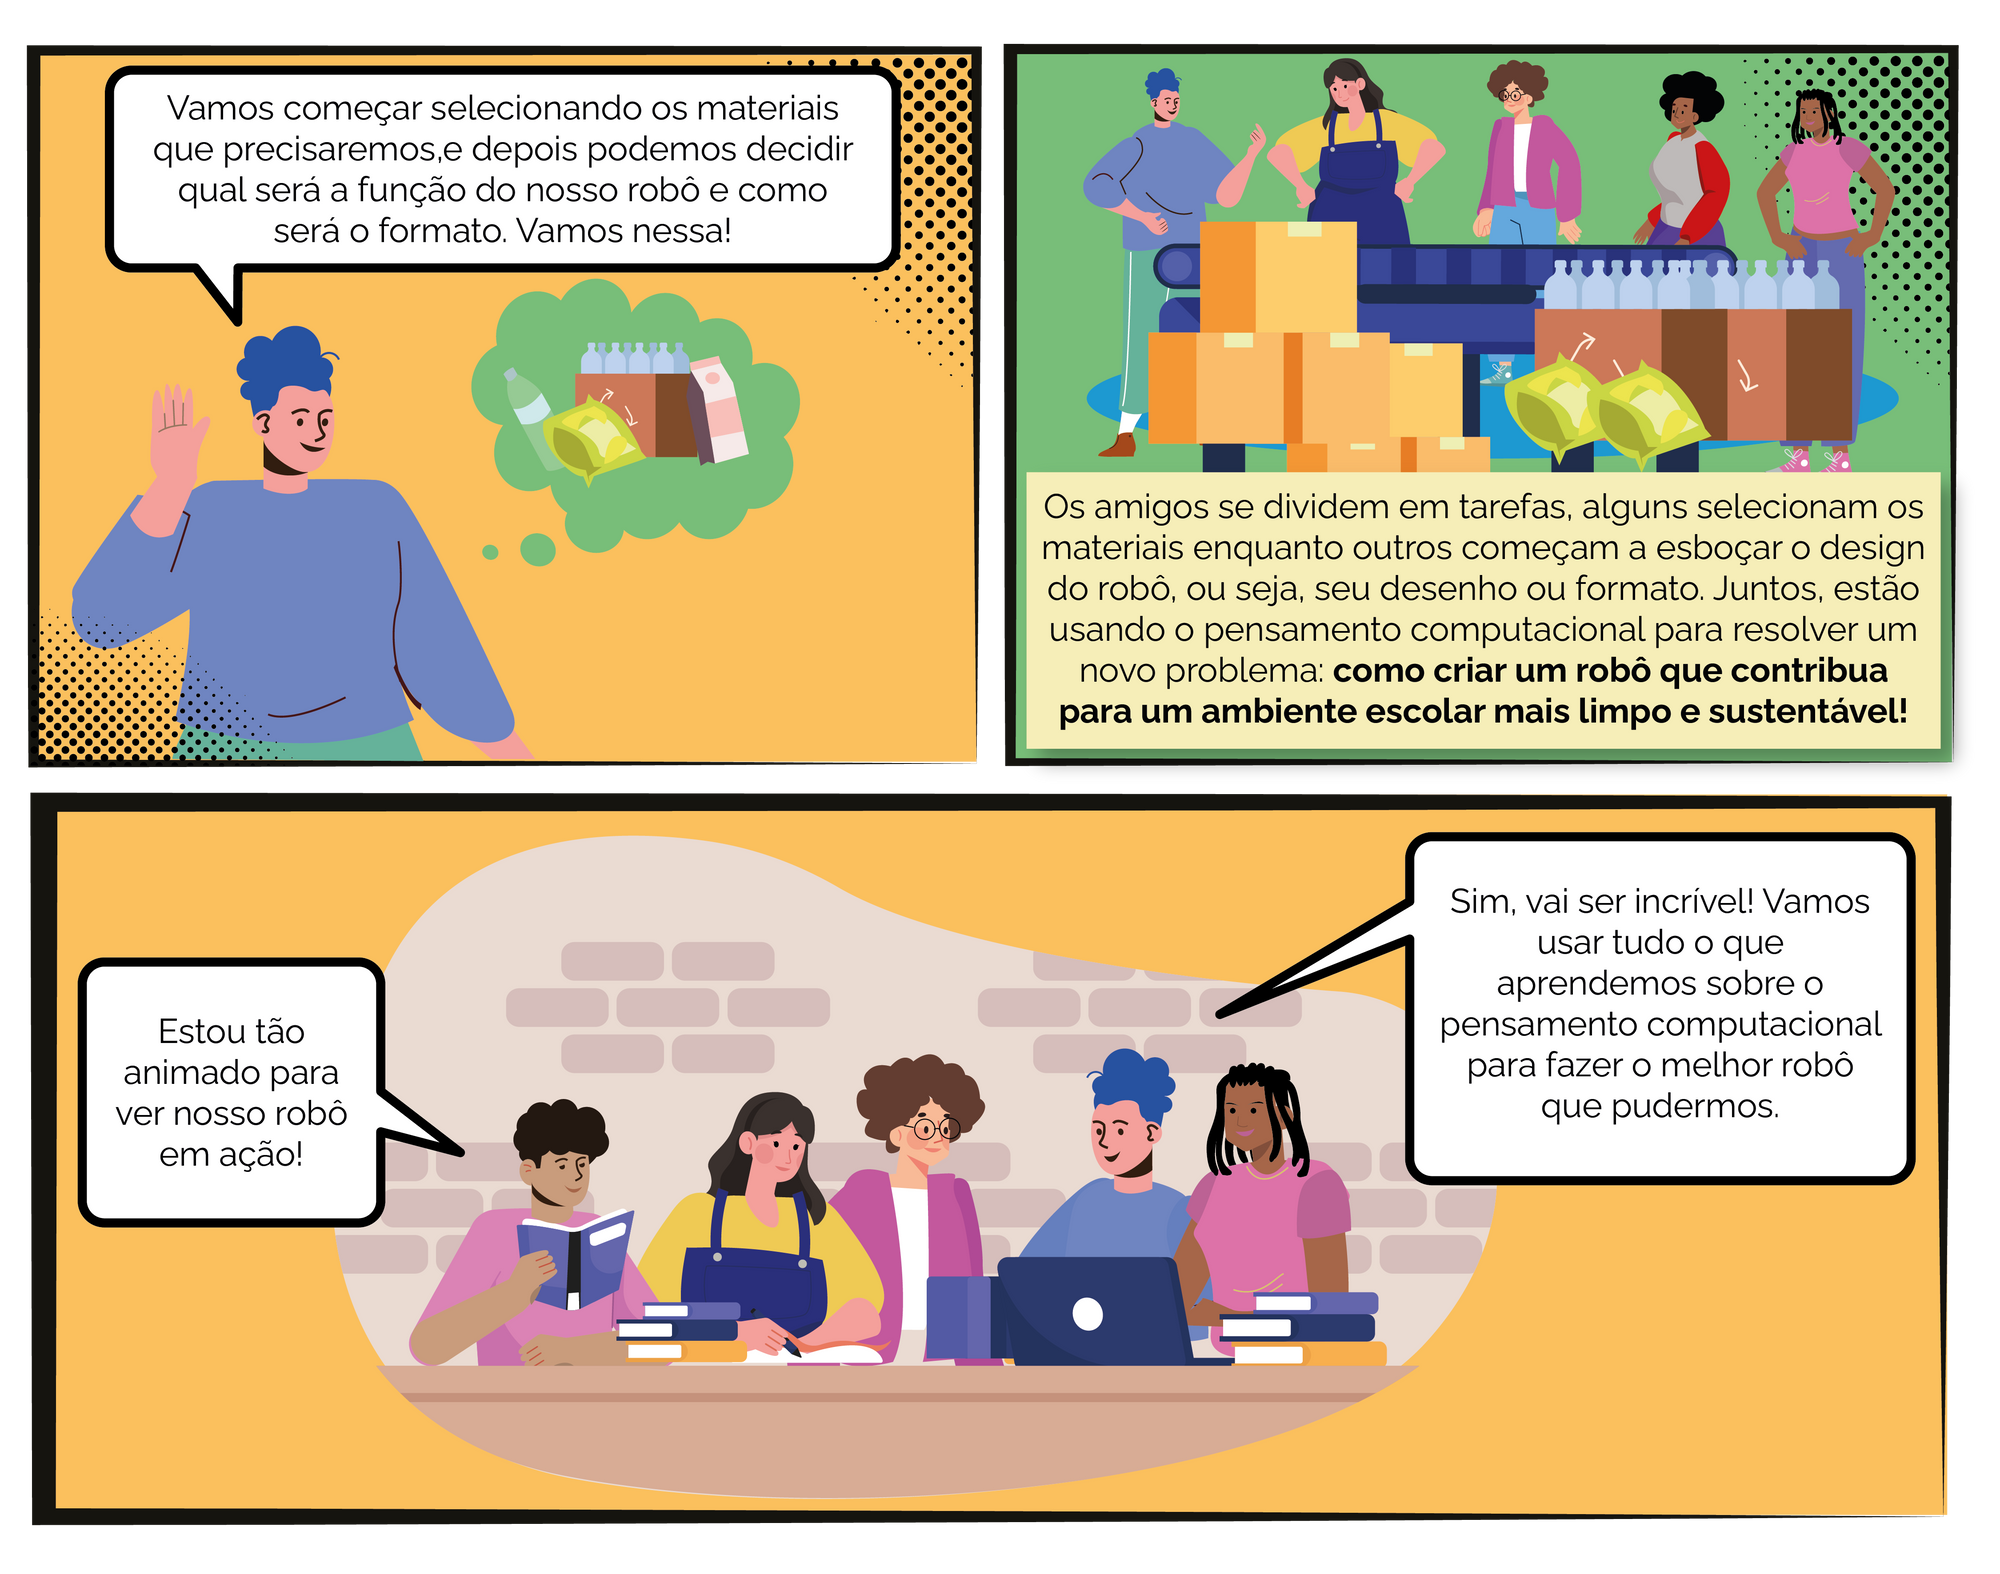 Vamos começar selecionando os materiais
que precisaremos,e depois podemos decidir
qual será a função do nosso robô e como
será o formato. Vamos nessa!
Os amigos se dividem em tarefas, alguns selecionam os
materiais enquanto outros começam a esboçar o design
do robô, ou seja, seu desenho ou formato. Juntos, estão
usando o pensamento computacional para resolver um
novo problema: como criar um robô que contribua
para um ambiente escolar mais limpo e sustentável!
Estou tão
animado para
ver nosso robô
em ação!
Sim, vai ser incrível! Vamos
usar tudo o que
aprendemos sobre o
pensamento computacional
para fazer o melhor robô
que pudermos.